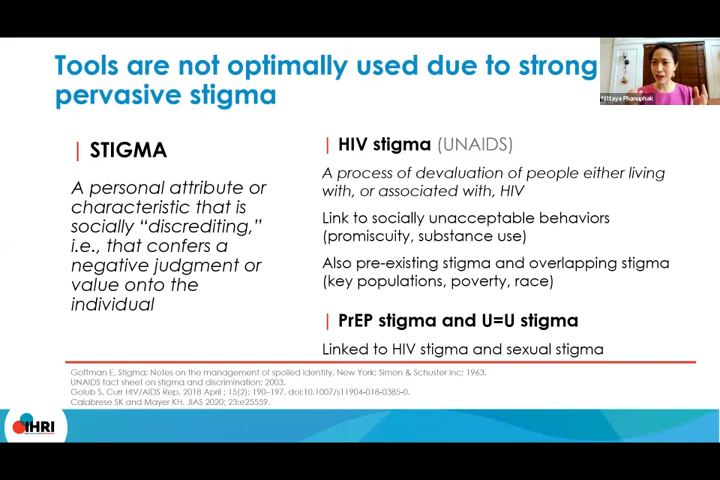 Tools are not optimally used due to strong
pervasive stigma
| STIGMA
A personal attribute or
characteristic that is
socially “discrediting,”
i.e., that confers a
negative judgment or
value onto the
individual
| HIV stigma (UNAIDS)
A process of devaluation of people either living
with, or associated with, HIV
Link to socially unacceptable behaviors
(promiscuity, substance use)
Also pre-existing stigma and overlapping stigma
(key populations, poverty, race)
| PrEP stigma and U=U stigma
Linked to HIV stigma and sexual stigma
Goffman E. Stigma: Notes on the management of spoiled identity. New York: Simon & Schuster Inc; 1963.
UNAIDS fact sheet on stigma and discrimination; 2003.
Golub S. Curr HIV/AIDS Rep. 2018 April ; 15(2): 190–197. doi:10.1007/s11904-018-0385-0.
Calabrese SK and Mayer KH. JIAS 2020; 23:e25559.
IHRI
Phanuphak